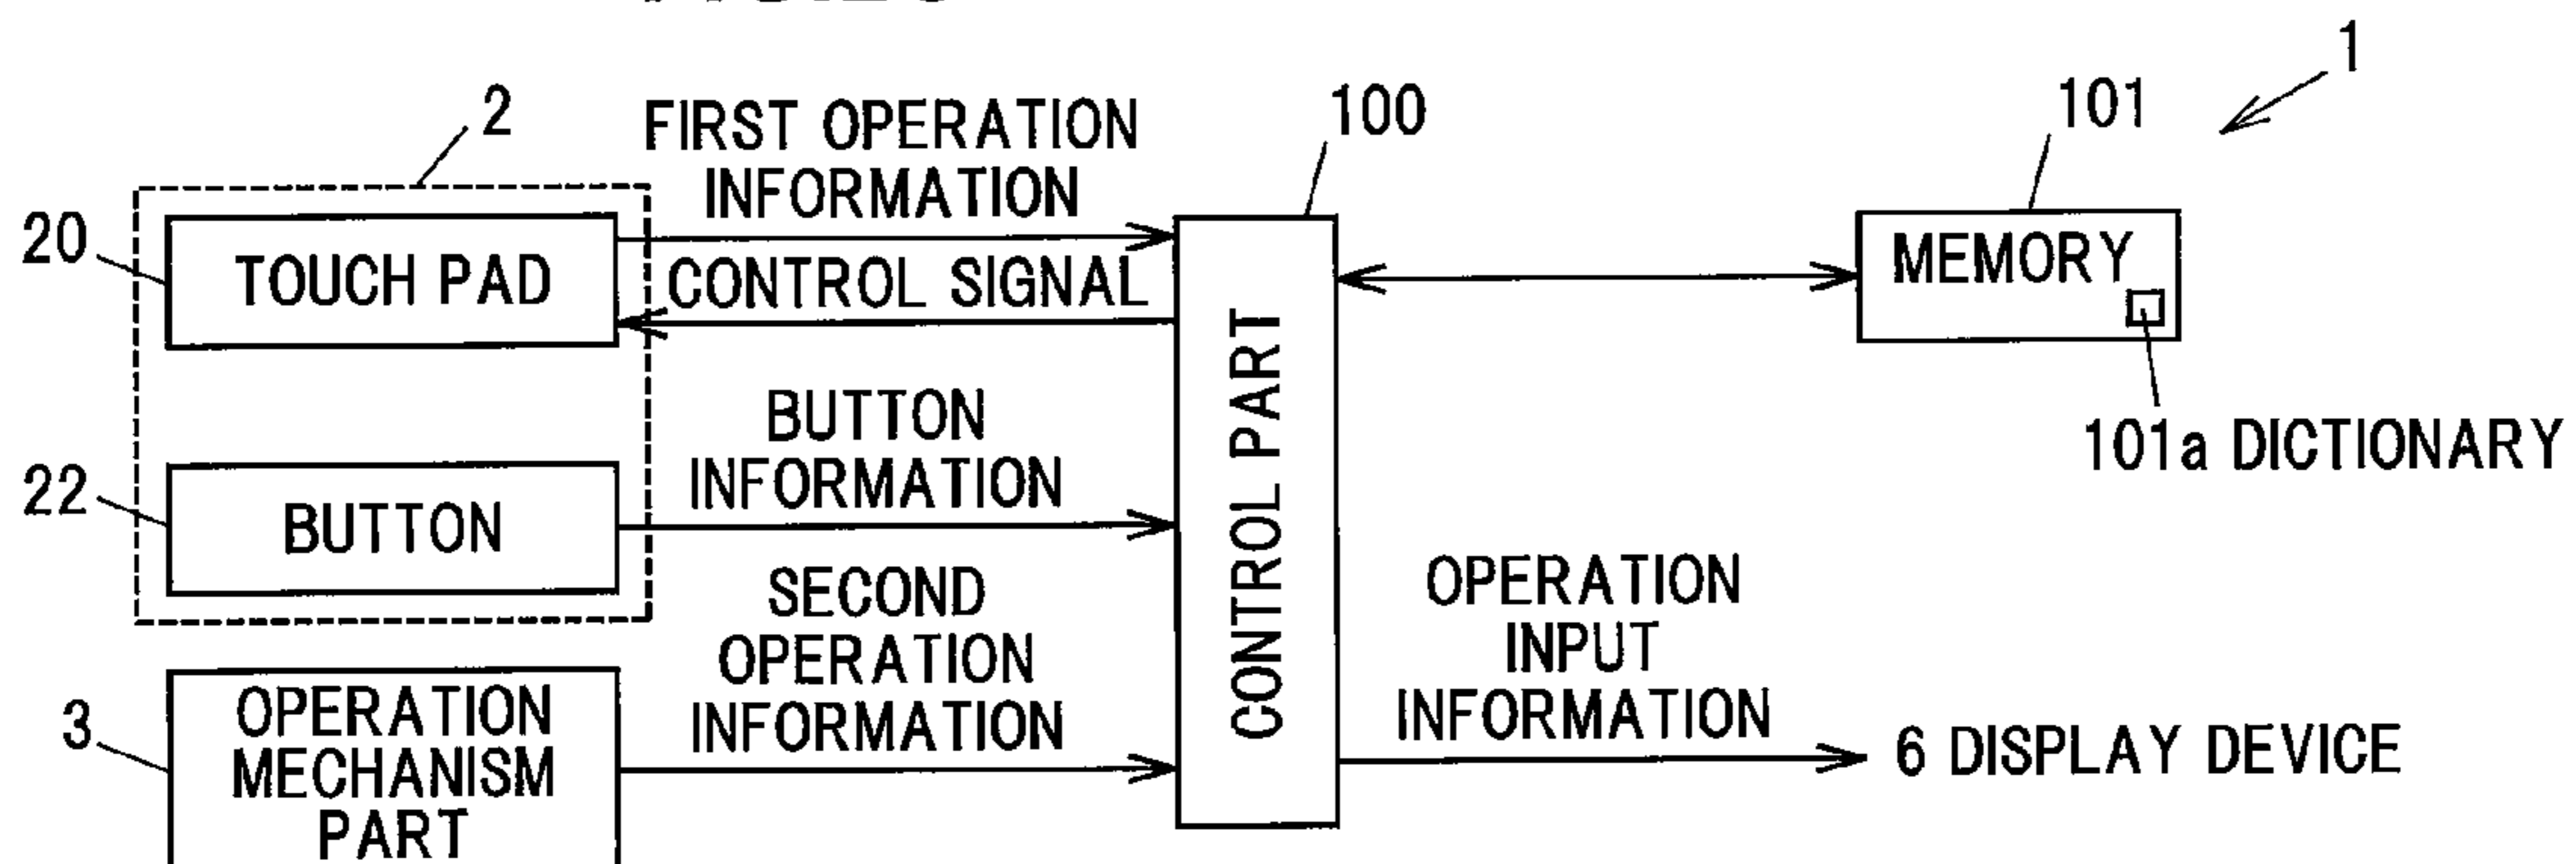 1
2
FIRST OPERATION
INFORMATION
100
101
20
TOUCH PAD
CONTROL SIGNAL
MEMORY
CONTROL PART
BUTTON
INFORMATION
101a DICTIONARY
22
BUTTON
SECOND
OPERATION
INFORMATION
OPERATION
INPUT
INFORMATION
3
OPERATION
MECHANISM
PART
6 DISPLAY DEVICE